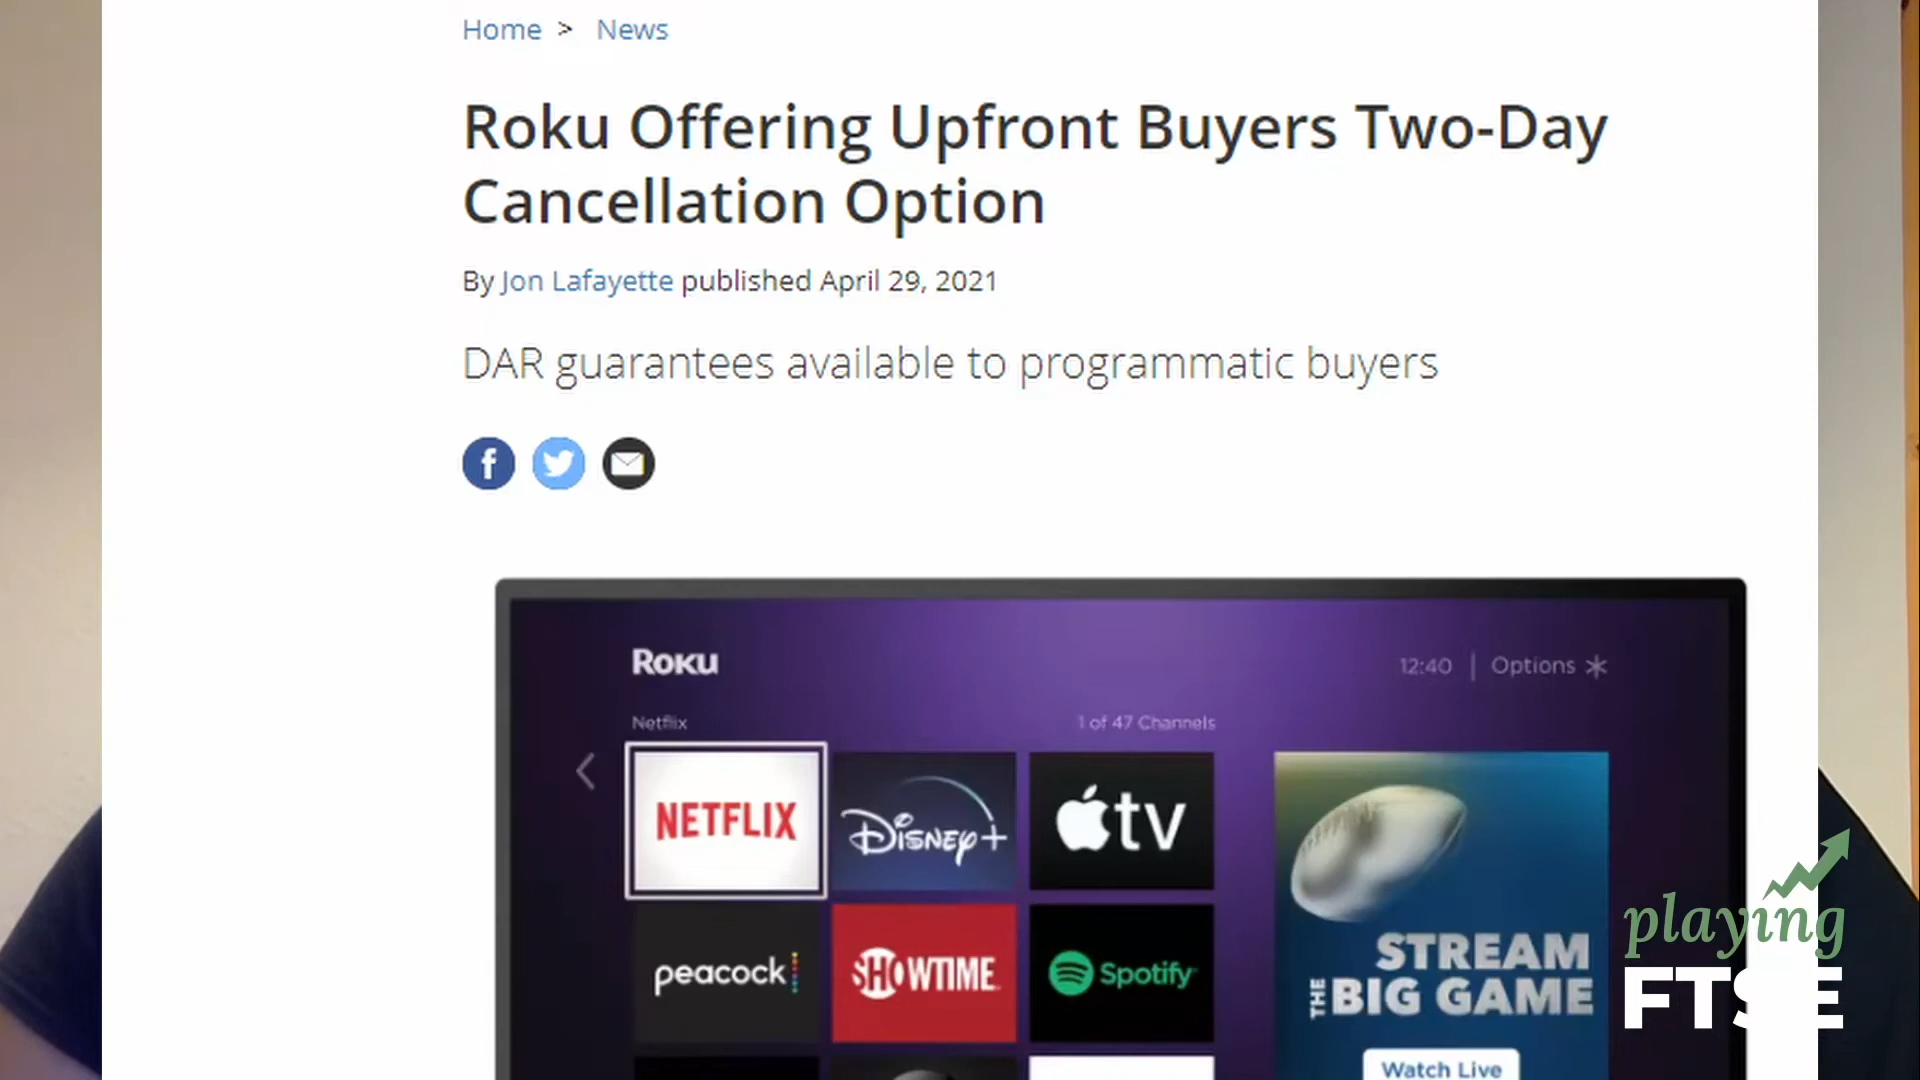 Home > News
Roku Offering Upfront Buyers Two-Day
Cancellation Option
By Jon Lafayette published April 29, 2021
DAR guarantees available to programmatic buyers
f
ROKU
12:40 | Options
Netflix
1 of 47 Channels
NETFLIX
Disney+
tv
peacock
SHOWTIME
Spotify
STREAM
THE BIG GAME
Watch Live
playing
FTSE